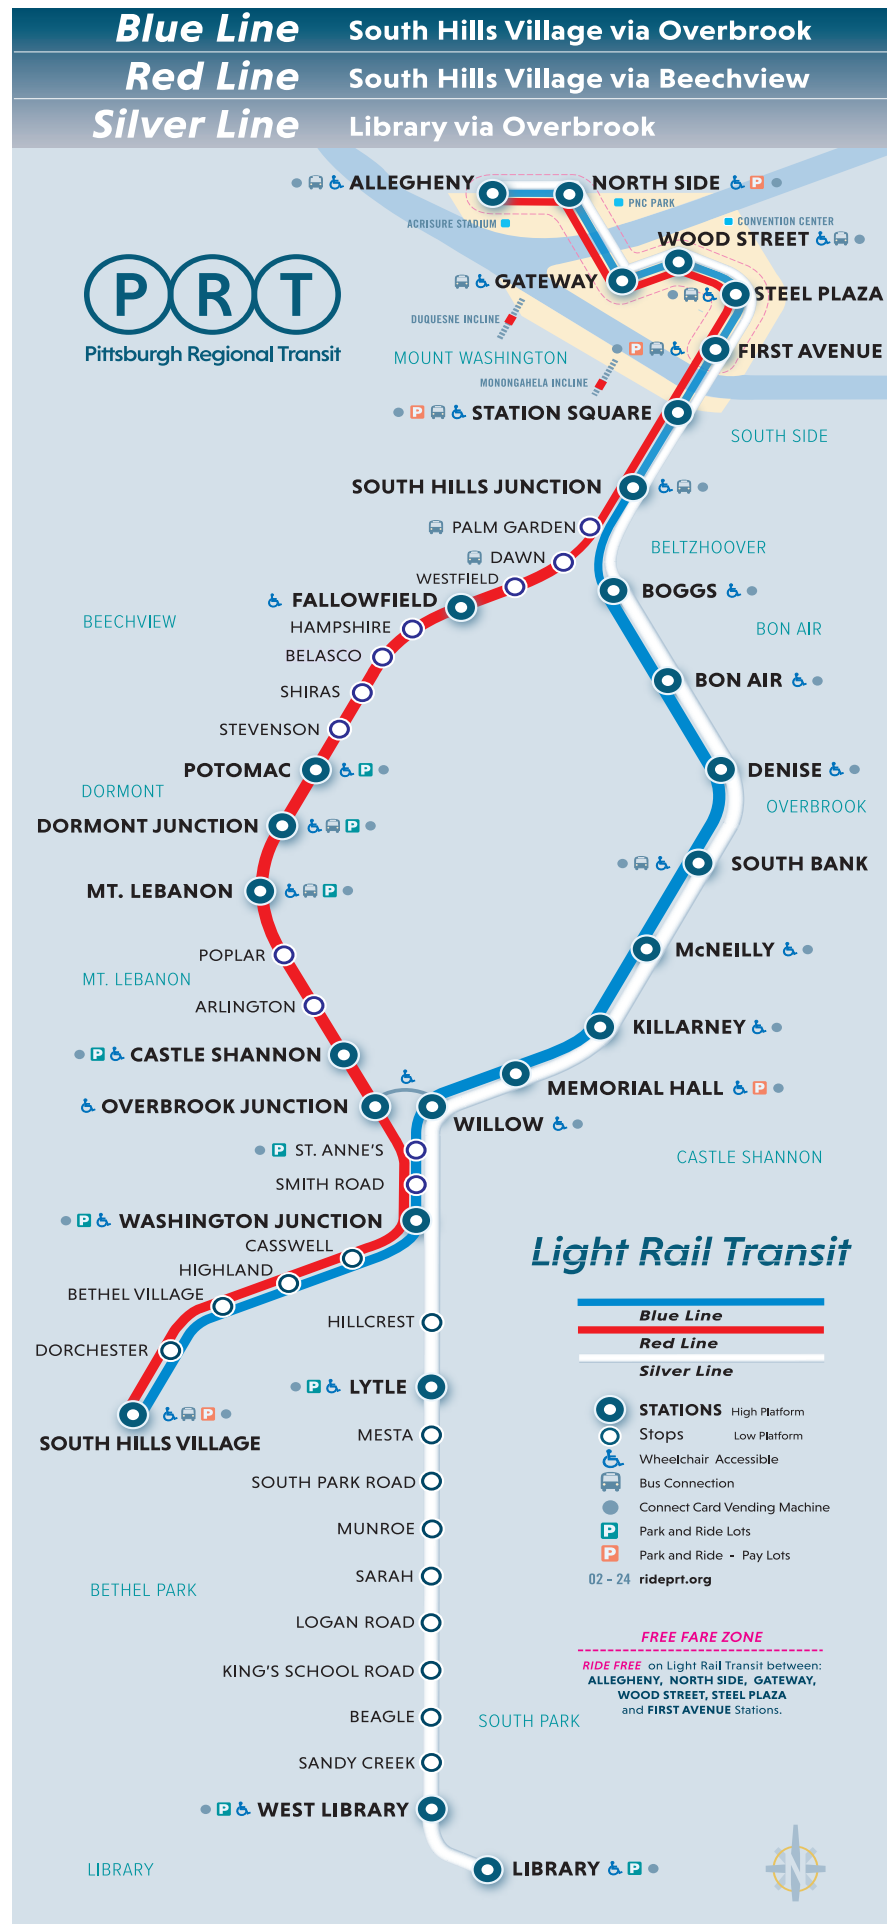 Blue Line South Hills Village via Overbrook
Red Line South Hills Village via Beechview
Silver Line Library via Overbrook
ALLEGHENY
NORTH SIDE P
PNC PARK
ACRISURE STADIUM
CONVENTION CENTER
WOOD STREET
GATEWAY
STEEL PLAZA
PRT
Pittsburgh Regional Transit
DUQUESNE INCLINE
MOUNT WASHINGTON
P FIRST AVENUE
MONONGAHELA INCLINE
P STATION SQUARE
SOUTH SIDE
SOUTH HILLS JUNCTION
PALM GARDEN
BELTZHOOVER
DAWN
WESTFIELD
BOGGS
FALLOWFIELD
BEECHVIEW
HAMPSHIRE
BON AIR
BELASCO
BON AIR
SHIRAS
STEVENSON
POTOMAC P
DENISE
DORMONT
OVERBROOK
DORMONT JUNCTION P
SOUTH BANK
MT. LEBANON P
McNEILLY
POPLAR
MT. LEBANON
ARLINGTON
KILLARNEY
P CASTLE SHANNON
MEMORIAL HALL P
OVERBROOK JUNCTION
WILLOW
P ST. ANNE'S
CASTLE SHANNON
SMITH ROAD
P WASHINGTON JUNCTION
CASSWELL
HIGHLAND
BETHEL VILLAGE
HILLCREST
DORCHESTER
P LYTLE
P
SOUTH HILLS VILLAGE
MESTA
SOUTH PARK ROAD
MUNROE
SARAH
BETHEL PARK
LOGAN ROAD
KING'S SCHOOL ROAD
BEAGLE
SOUTH PARK
SANDY CREEK
P WEST LIBRARY
LIBRARY
LIBRARY P
Light Rail Transit
Blue Line
Red Line
Silver Line
STATIONS High Platform
Stops Low Platform
Wheelchair Accessible
Bus Connection
Connect Card Vending Machine
P Park and Ride Lots
P Park and Ride - Pay Lots
02 - 24 rideprt.org
FREE FARE ZONE
RIDE FREE on Light Rail Transit between:
ALLEGHENY, NORTH SIDE, GATEWAY,
WOOD STREET, STEEL PLAZA
and FIRST AVENUE Stations.
N